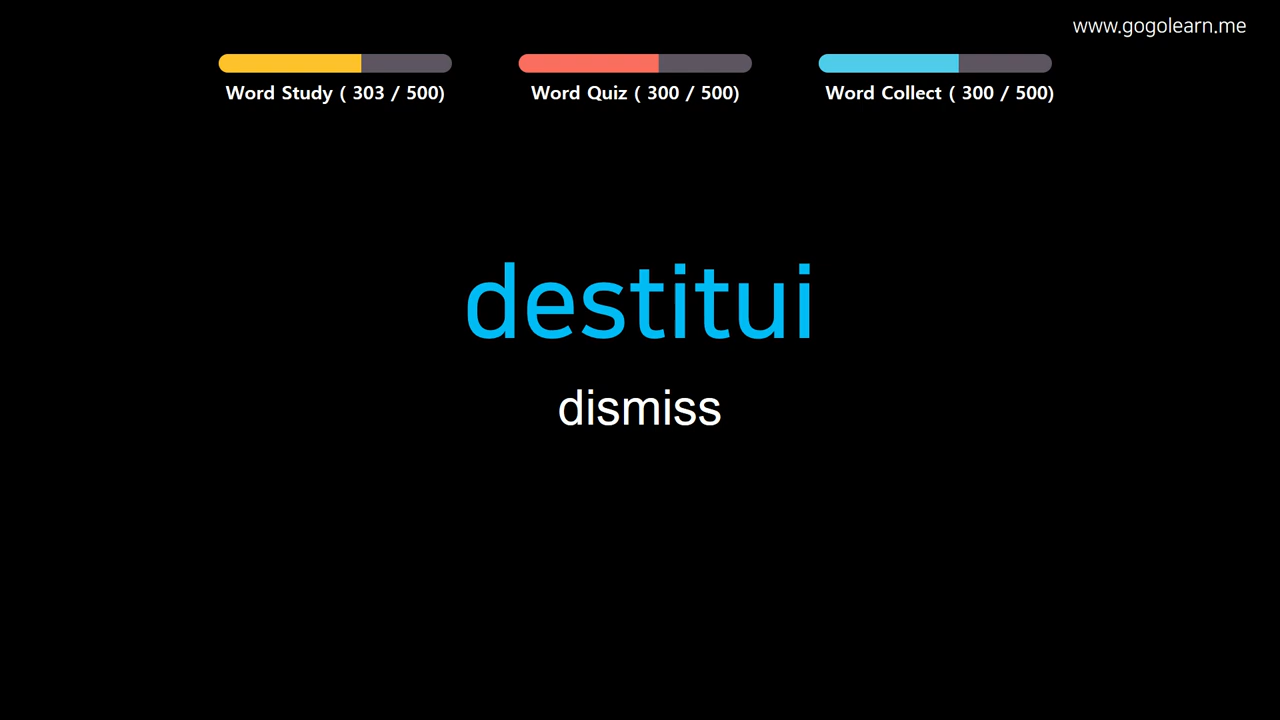 www.gogolearn.me
Word Study ( 303 / 500)
Word Quiz ( 300 / 500)
Word Collect ( 300 / 500)
destitui
dismiss